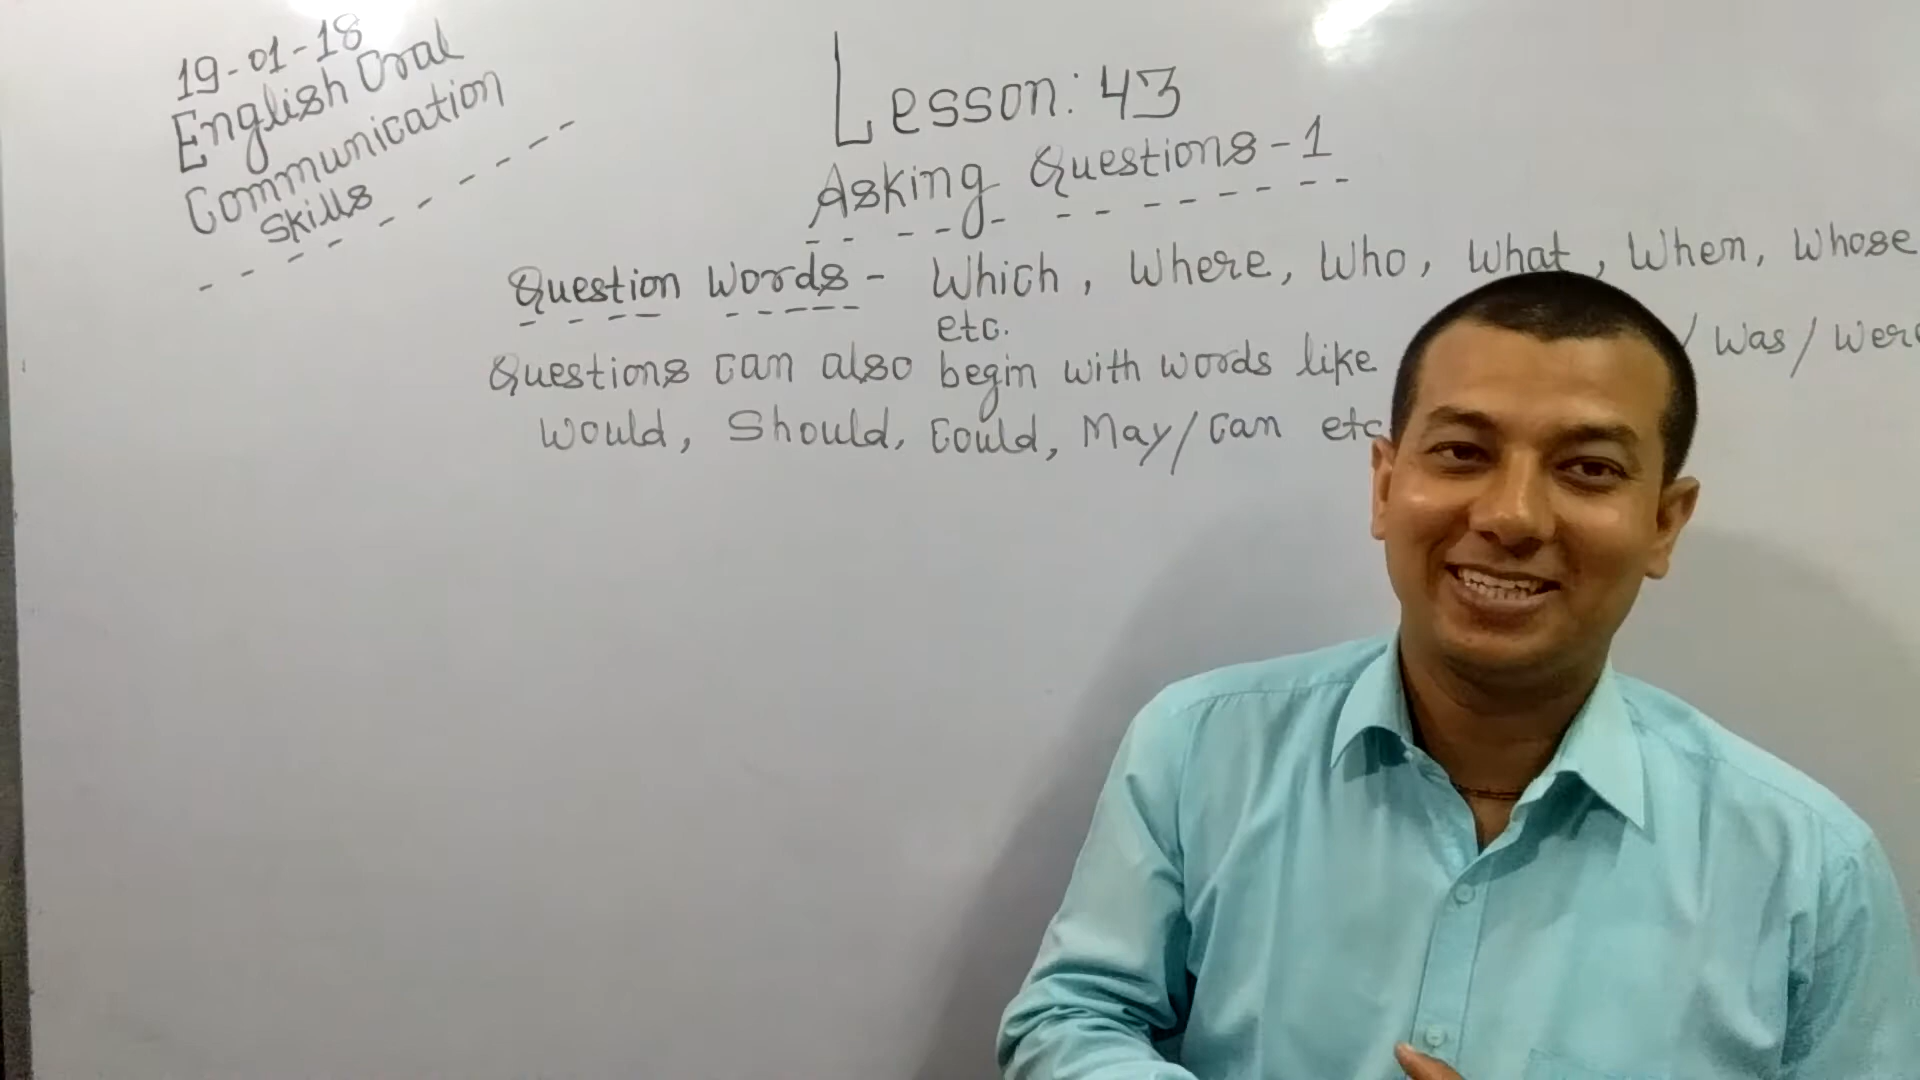 19-01-18
English Oral
Communication
Skills
Lesson: 43
Asking Questions-1
Question Words - Which, Where, Who, What, When, Whose
etc.
Questions can also begin with words like / Was/ Were
Would, Should, Could, May/Can etc